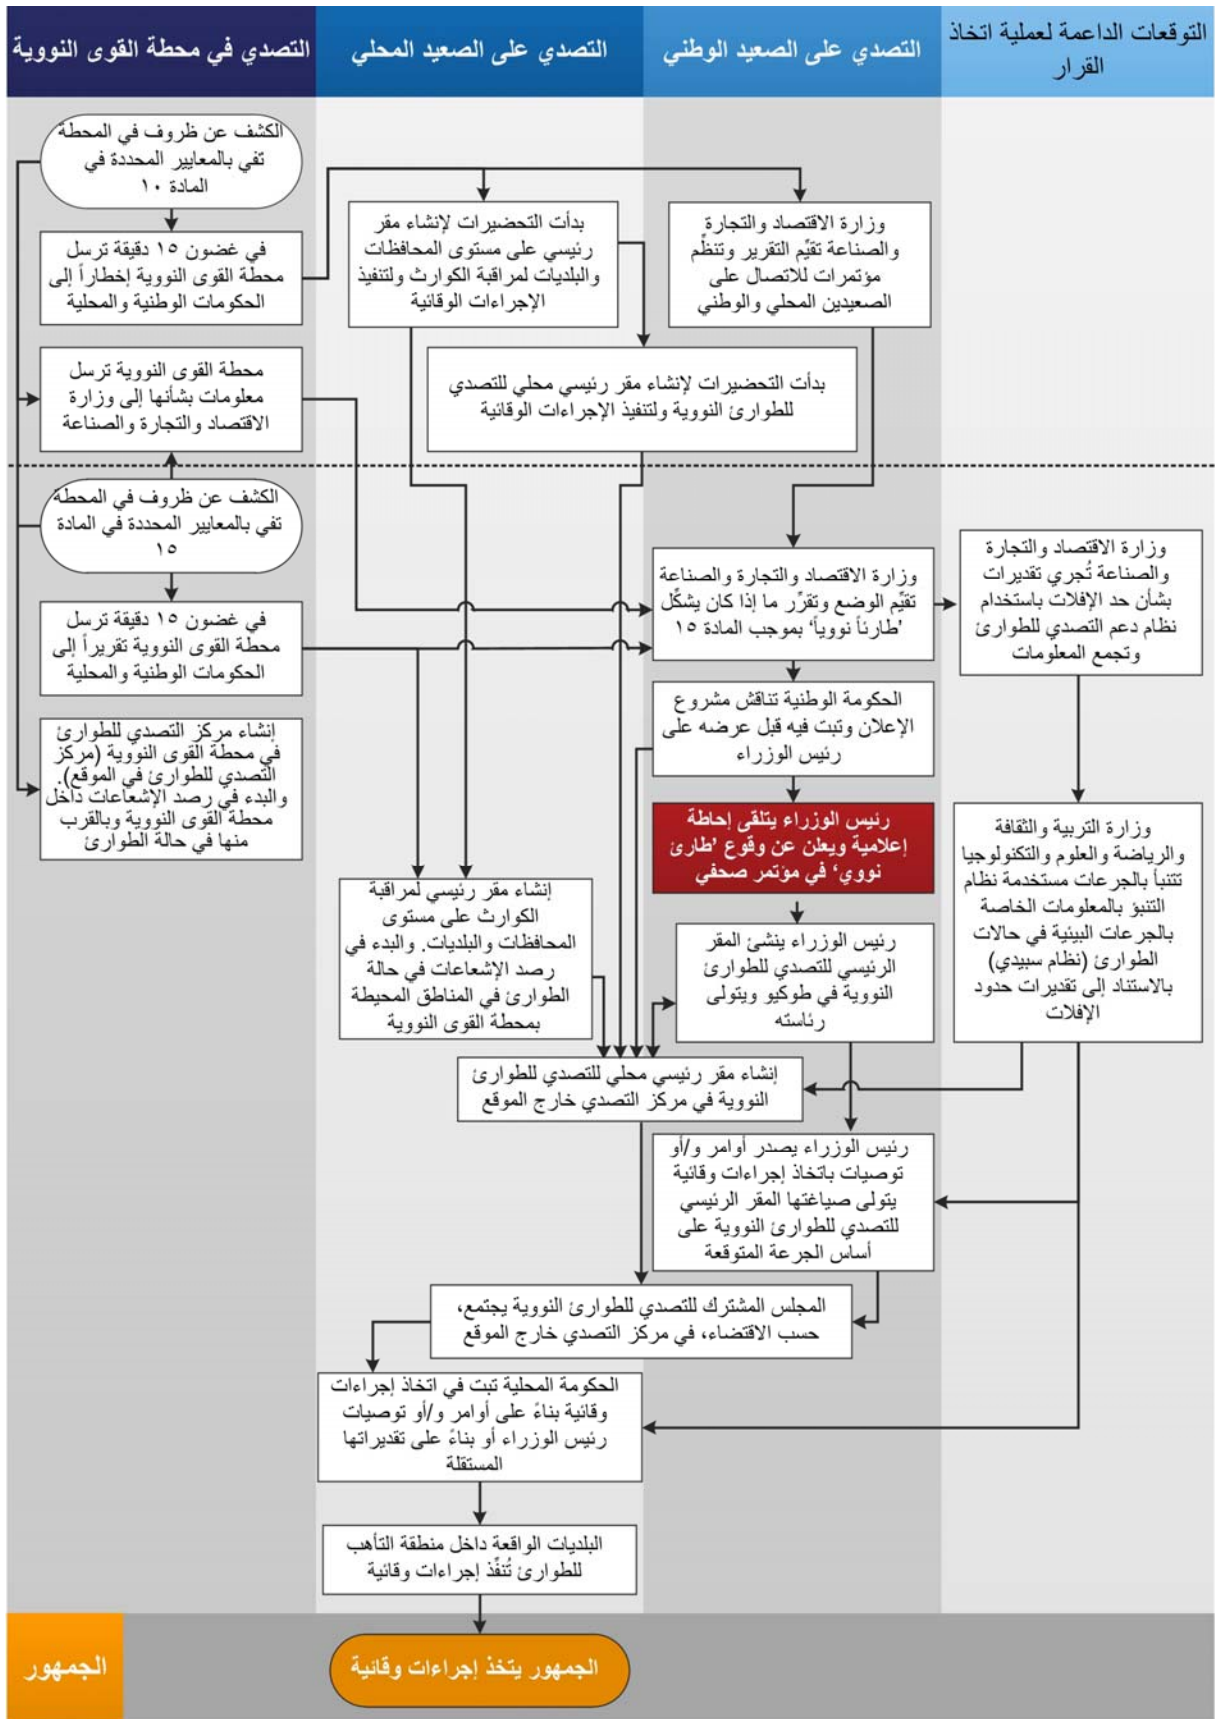 التصدي في محطة القوى النووية
التصدي على الصعيد المحلي
التصدي على الصعيد الوطني
التوقعات الداعمة لعملية اتخاذ
القرار
الكشف عن ظروف في المحطة
تفي بالمعايير المحددة في
المادة ١٠
في غضون ١٥ دقيقة ترسل
محطة القوى النووية إخطاراً إلى
الحكومات الوطنية والمحلية
بدأت التحضيرات لإنشاء مقر
رئيسي على مستوى المحافظات
والبلديات لمراقبة الكوارث ولتنفيذ
الإجراءات الوقائية
وزارة الاقتصاد والتجارة
والصناعة تقيِّم التقرير وتنظِّم
مؤتمرات للاتصال على
الصعيدين المحلي والوطني
محطة القوى النووية ترسل
معلومات بشأنها إلى وزارة
الاقتصاد والتجارة والصناعة
بدأت التحضيرات لإنشاء مقر رئيسي محلي للتصدي
للطوارئ النووية ولتنفيذ الإجراءات الوقائية
الكشف عن ظروف في المحطة
تفي بالمعايير المحددة في المادة
١٥
في غضون ١٥ دقيقة ترسل
محطة القوى النووية تقريراً إلى
الحكومات الوطنية والمحلية
وزارة الاقتصاد والتجارة والصناعة
تقيِّم الوضع وتقرِّر ما إذا كان يشكِّل
’طارئاً نووياً‘ بموجب المادة ١٥
وزارة الاقتصاد والتجارة
والصناعة تُجري تقديرات
بشأن حد الإفلات باستخدام
نظام دعم التصدي للطوارئ
وتجمع المعلومات
الحكومة الوطنية تناقش مشروع
الإعلان وتبت فيه قبل عرضه على
رئيس الوزراء
إنشاء مركز التصدي للطوارئ
في محطة القوى النووية (مركز
التصدي للطوارئ في الموقع).
والبدء في رصد الإشعاعات داخل
محطة القوى النووية وبالقرب
منها في حالة الطوارئ
رئيس الوزراء يتلقى إحاطة
إعلامية ويعلن عن وقوع ’طارئ
نووي‘ في مؤتمر صحفي
وزارة التربية والثقافة
والرياضة والعلوم والتكنولوجيا
تتنبأ بالجرعات مستخدمة نظام
التنبؤ بالمعلومات الخاصة
بالجرعات البيئية في حالات
الطوارئ (نظام سبيدي)
بالاستناد إلى تقديرات حدود
الإفلات
إنشاء مقر رئيسي لمراقبة
الكوارث على مستوى
المحافظات والبلديات. والبدء في
رصد الإشعاعات في حالة
الطوارئ في المناطق المحيطة
بمحطة القوى النووية
رئيس الوزراء ينشئ المقر
الرئيسي للتصدي للطوارئ
النووية في طوكيو ويتولى
رئاسته
إنشاء مقر رئيسي محلي للتصدي للطوارئ
النووية في مركز التصدي خارج الموقع
رئيس الوزراء يصدر أوامر و/أو
توصيات باتخاذ إجراءات وقائية
يتولى صياغتها المقر الرئيسي
للتصدي للطوارئ النووية على
أساس الجرعة المتوقعة
المجلس المشترك للتصدي للطوارئ النووية يجتمع،
حسب الاقتضاء، في مركز التصدي خارج الموقع
الحكومة المحلية تبت في اتخاذ إجراءات
وقائية بناءً على أوامر و/أو توصيات
رئيس الوزراء أو بناءً على تقديراتها
المستقلة
البلديات الواقعة داخل منطقة التأهب
للطوارئ تُنفِّذ إجراءات وقائية
الجمهور
الجمهور يتخذ إجراءات وقائية